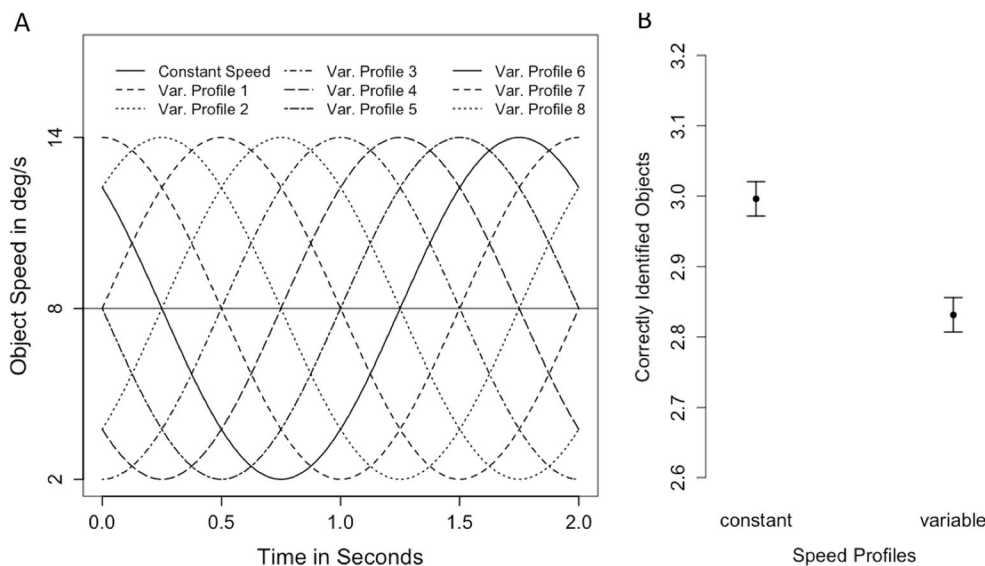 A
Constant Speed
Var. Profile 1
Var. Profile 2
Var. Profile 3
Var. Profile 4
Var. Profile 5
Var. Profile 6
Var. Profile 7
Var. Profile 8
Object Speed in deg/s
14
8
2
0.0 0.5 1.0 1.5 2.0
Time in Seconds
B
Correctly Identified Objects
3.2
3.1
3.0
2.9
2.8
2.7
2.6
constant variable
Speed Profiles